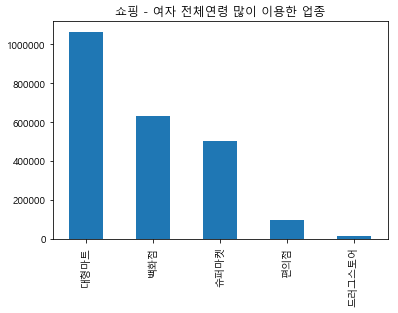 쇼핑 - 여자 전체연령 많이 이용한 업종
1000000
800000
600000
400000
200000
0
대형마트
백화점
슈퍼마켓
편의점
드러그스토어